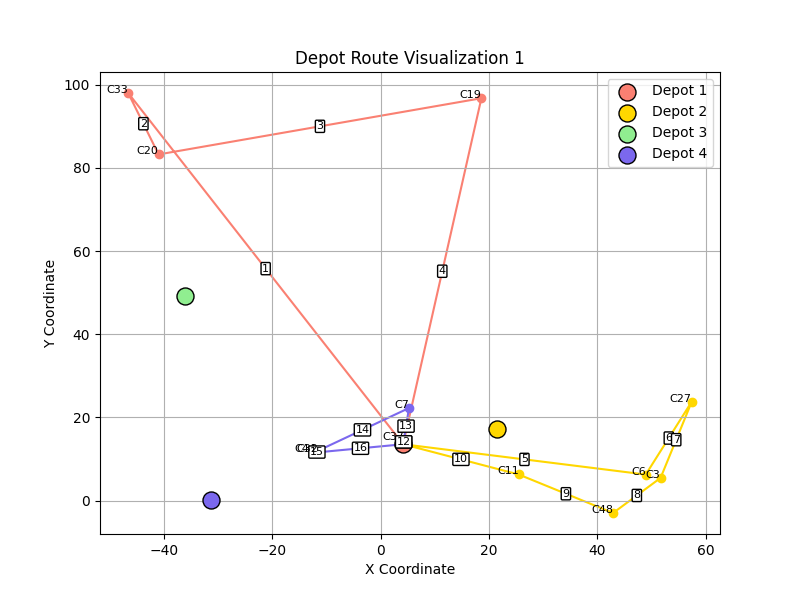 Depot Route Visualization 1
Depot 1
Depot 2
Depot 3
Depot 4
Y Coordinate
X Coordinate
100
80
60
40
20
0
−40
−20
0
20
40
60
C33
C20
C19
C7
C27
C6
C3
C11
C48
1
2
3
4
5
6
7
8
9
10
12
13
14
15
16